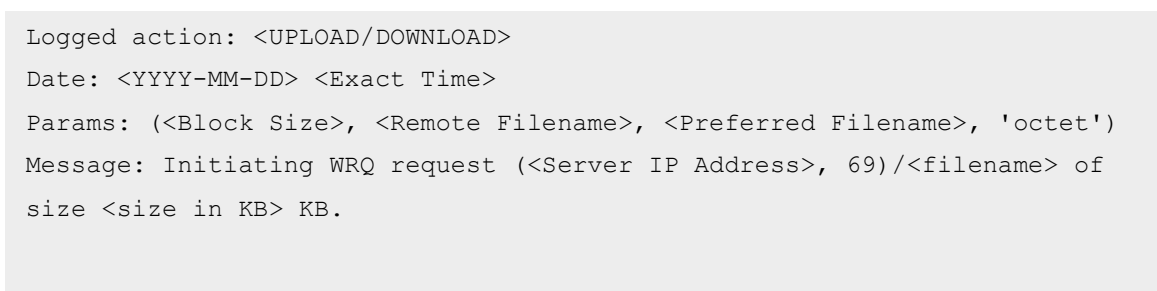 Logged action: <UPLOAD/DOWNLOAD>
Date: <YYYY-MM-DD> <Exact Time>
Params: (<Block Size>, <Remote Filename>, <Preferred Filename>, 'octet')
Message: Initiating WRQ request (<Server IP Address>, 69)/<filename> of
size <size in KB> KB.